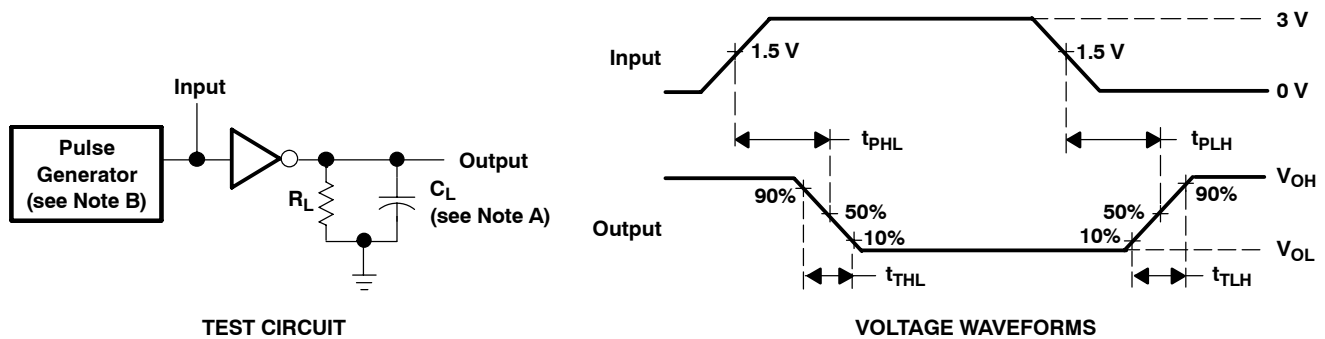 Input
Pulse
Generator
(see Note B)
R_L
C_L
(see Note A)
Output
TEST CIRCUIT
Input
1.5 V
1.5 V
3 V
0 V
t_PHL
t_PLH
Output
90%
50%
10%
t_THL
50%
10%
90%
t_TLH
V_OH
V_OL
VOLTAGE WAVEFORMS